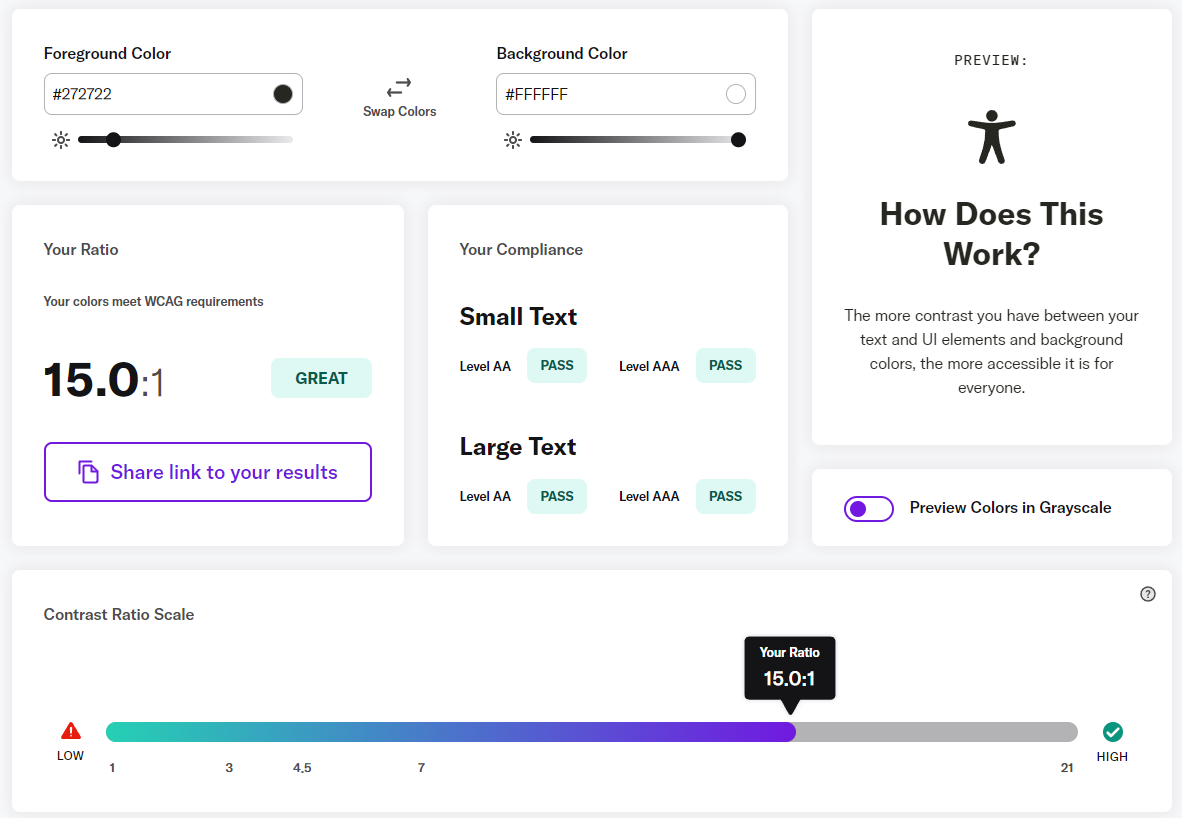 Foreground Color
#272722
Swap Colors
Background Color
#FFFFFF
PREVIEW:
How Does This
Work?
The more contrast you have between your
text and UI elements and background
colors, the more accessible it is for
everyone.
Your Ratio
Your colors meet WCAG requirements
15.0:1
GREAT
Share link to your results
Your Compliance
Small Text
Level AA PASS Level AAA PASS
Large Text
Level AA PASS Level AAA PASS
Preview Colors in Grayscale
Contrast Ratio Scale
?
Your Ratio
15.0:1
LOW
HIGH
1 3 4.5 7 21